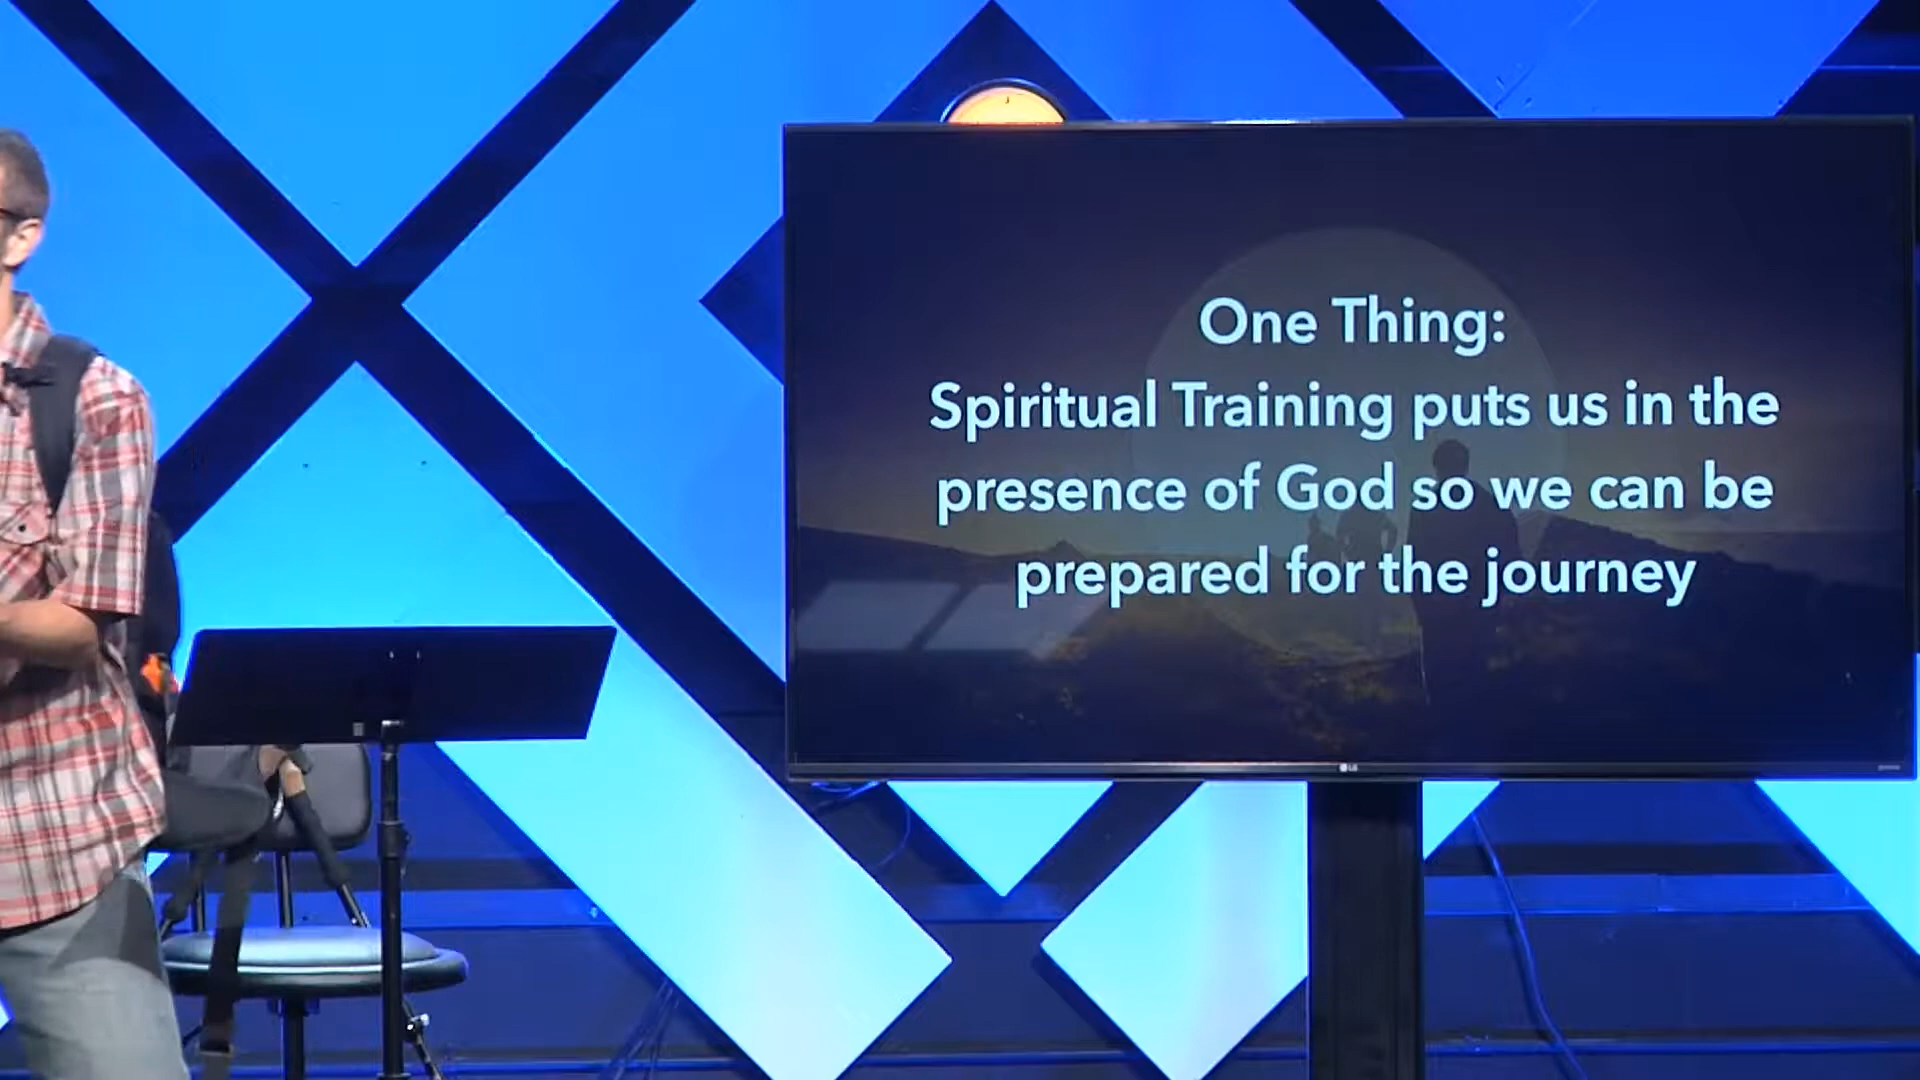 One Thing:
Spiritual Training puts us in the
presence of God so we can be
prepared for the journey
LG